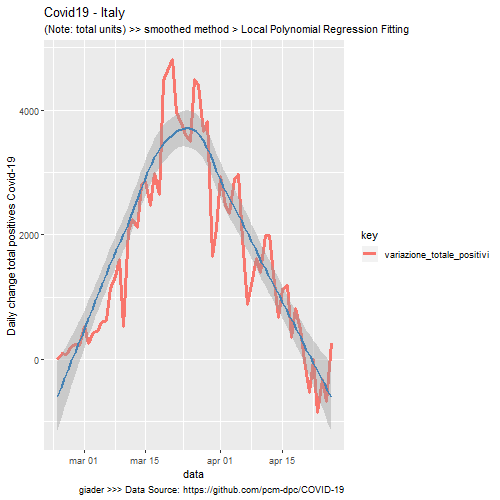 Covid19 - Italy
(Note: total units) >> smoothed method > Local Polynomial Regression Fitting
Daily change total positives Covid-19
4000
2000
0
mar 01
mar 15
apr 01
apr 15
data
key
variazione_totale_positivi
giader >>> Data Source: https://github.com/pcm-dpc/COVID-19